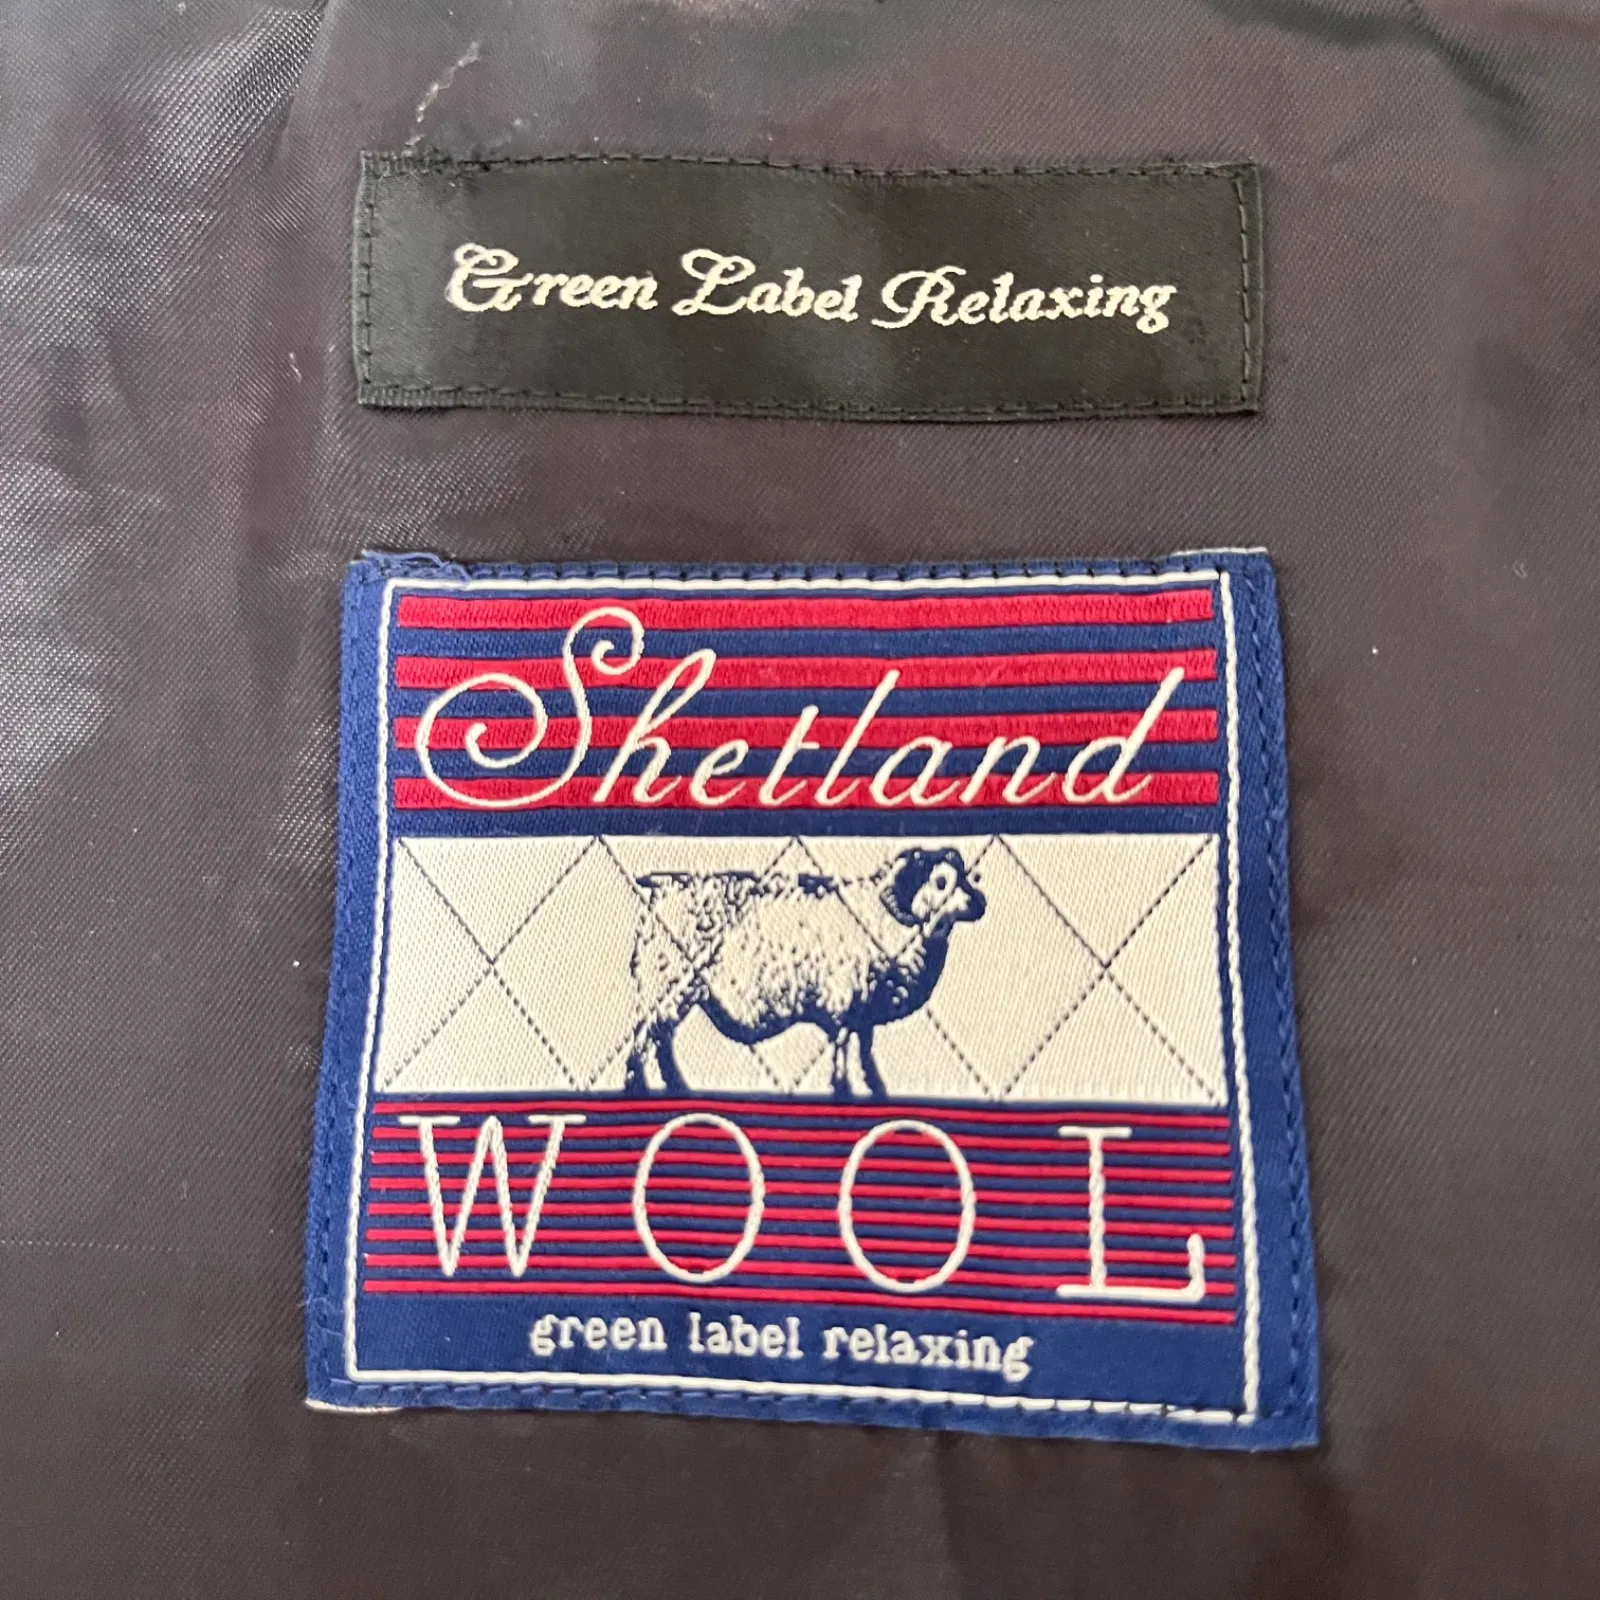 Green Label Relaxing
Shetland
WOOL
green label relaxing